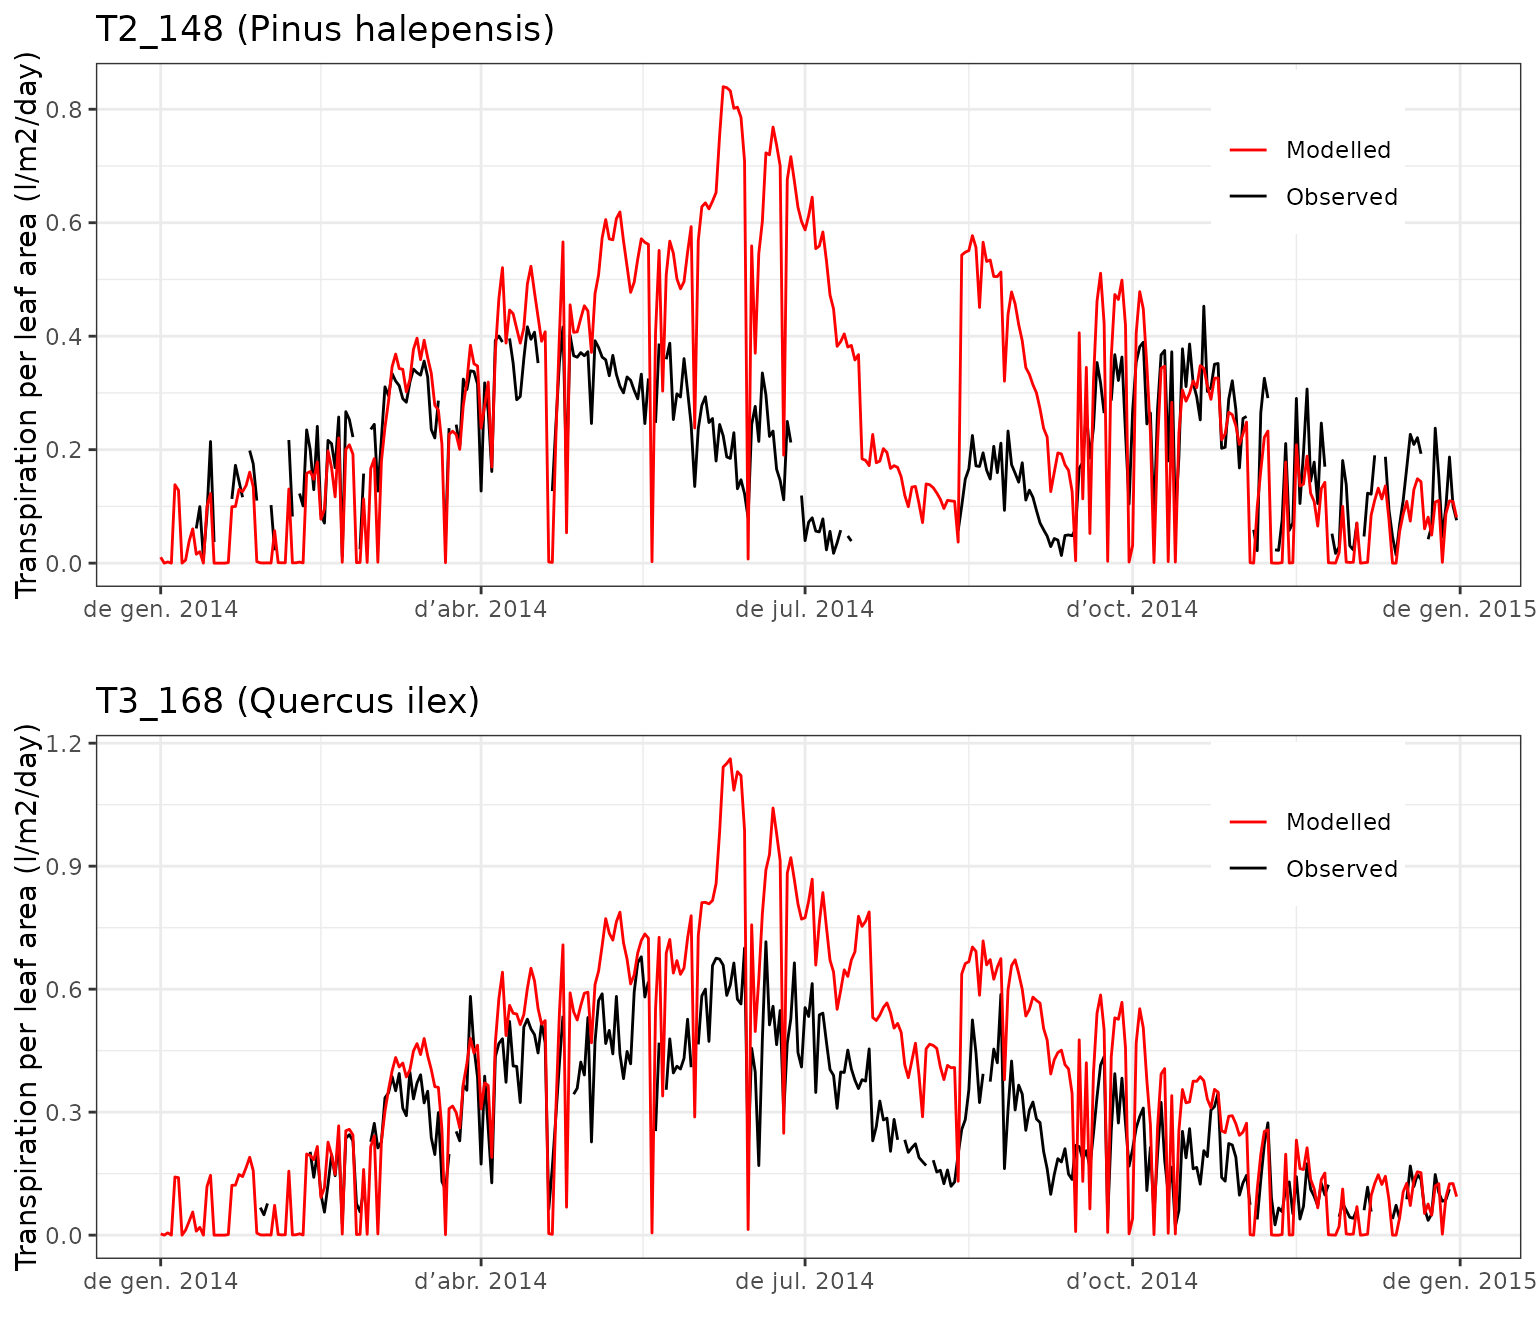 T2_148 (Pinus halepensis)
Transpiration per leaf area (l/m2/day)
0.8
0.6
0.4
0.2
0.0
Modelled
Observed
de gen. 2014
d’abr. 2014
de jul. 2014
d’oct. 2014
de gen. 2015
T3_168 (Quercus ilex)
Transpiration per leaf area (l/m2/day)
1.2
0.9
0.6
0.3
0.0
Modelled
Observed
de gen. 2014
d’abr. 2014
de jul. 2014
d’oct. 2014
de gen. 2015